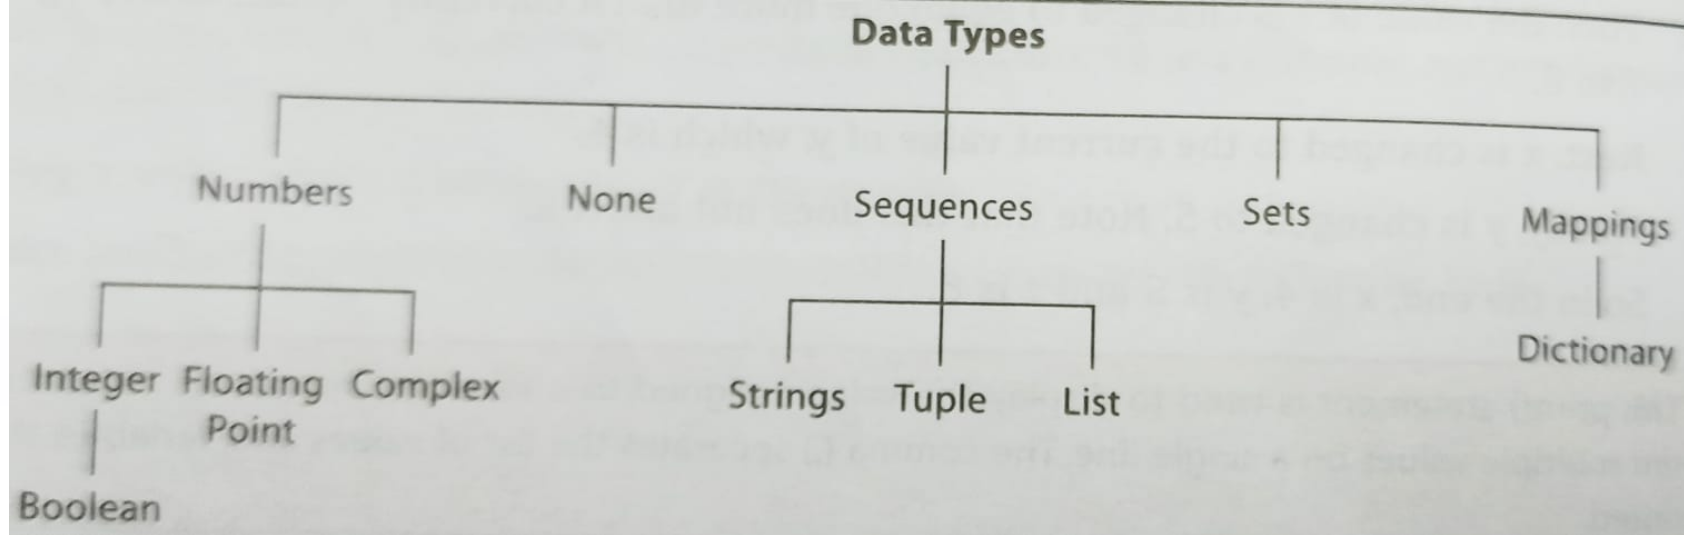 Data Types
Numbers None Sequences Sets Mappings
Dictionary
Integer Floating Complex Strings Tuple List
Point
Boolean